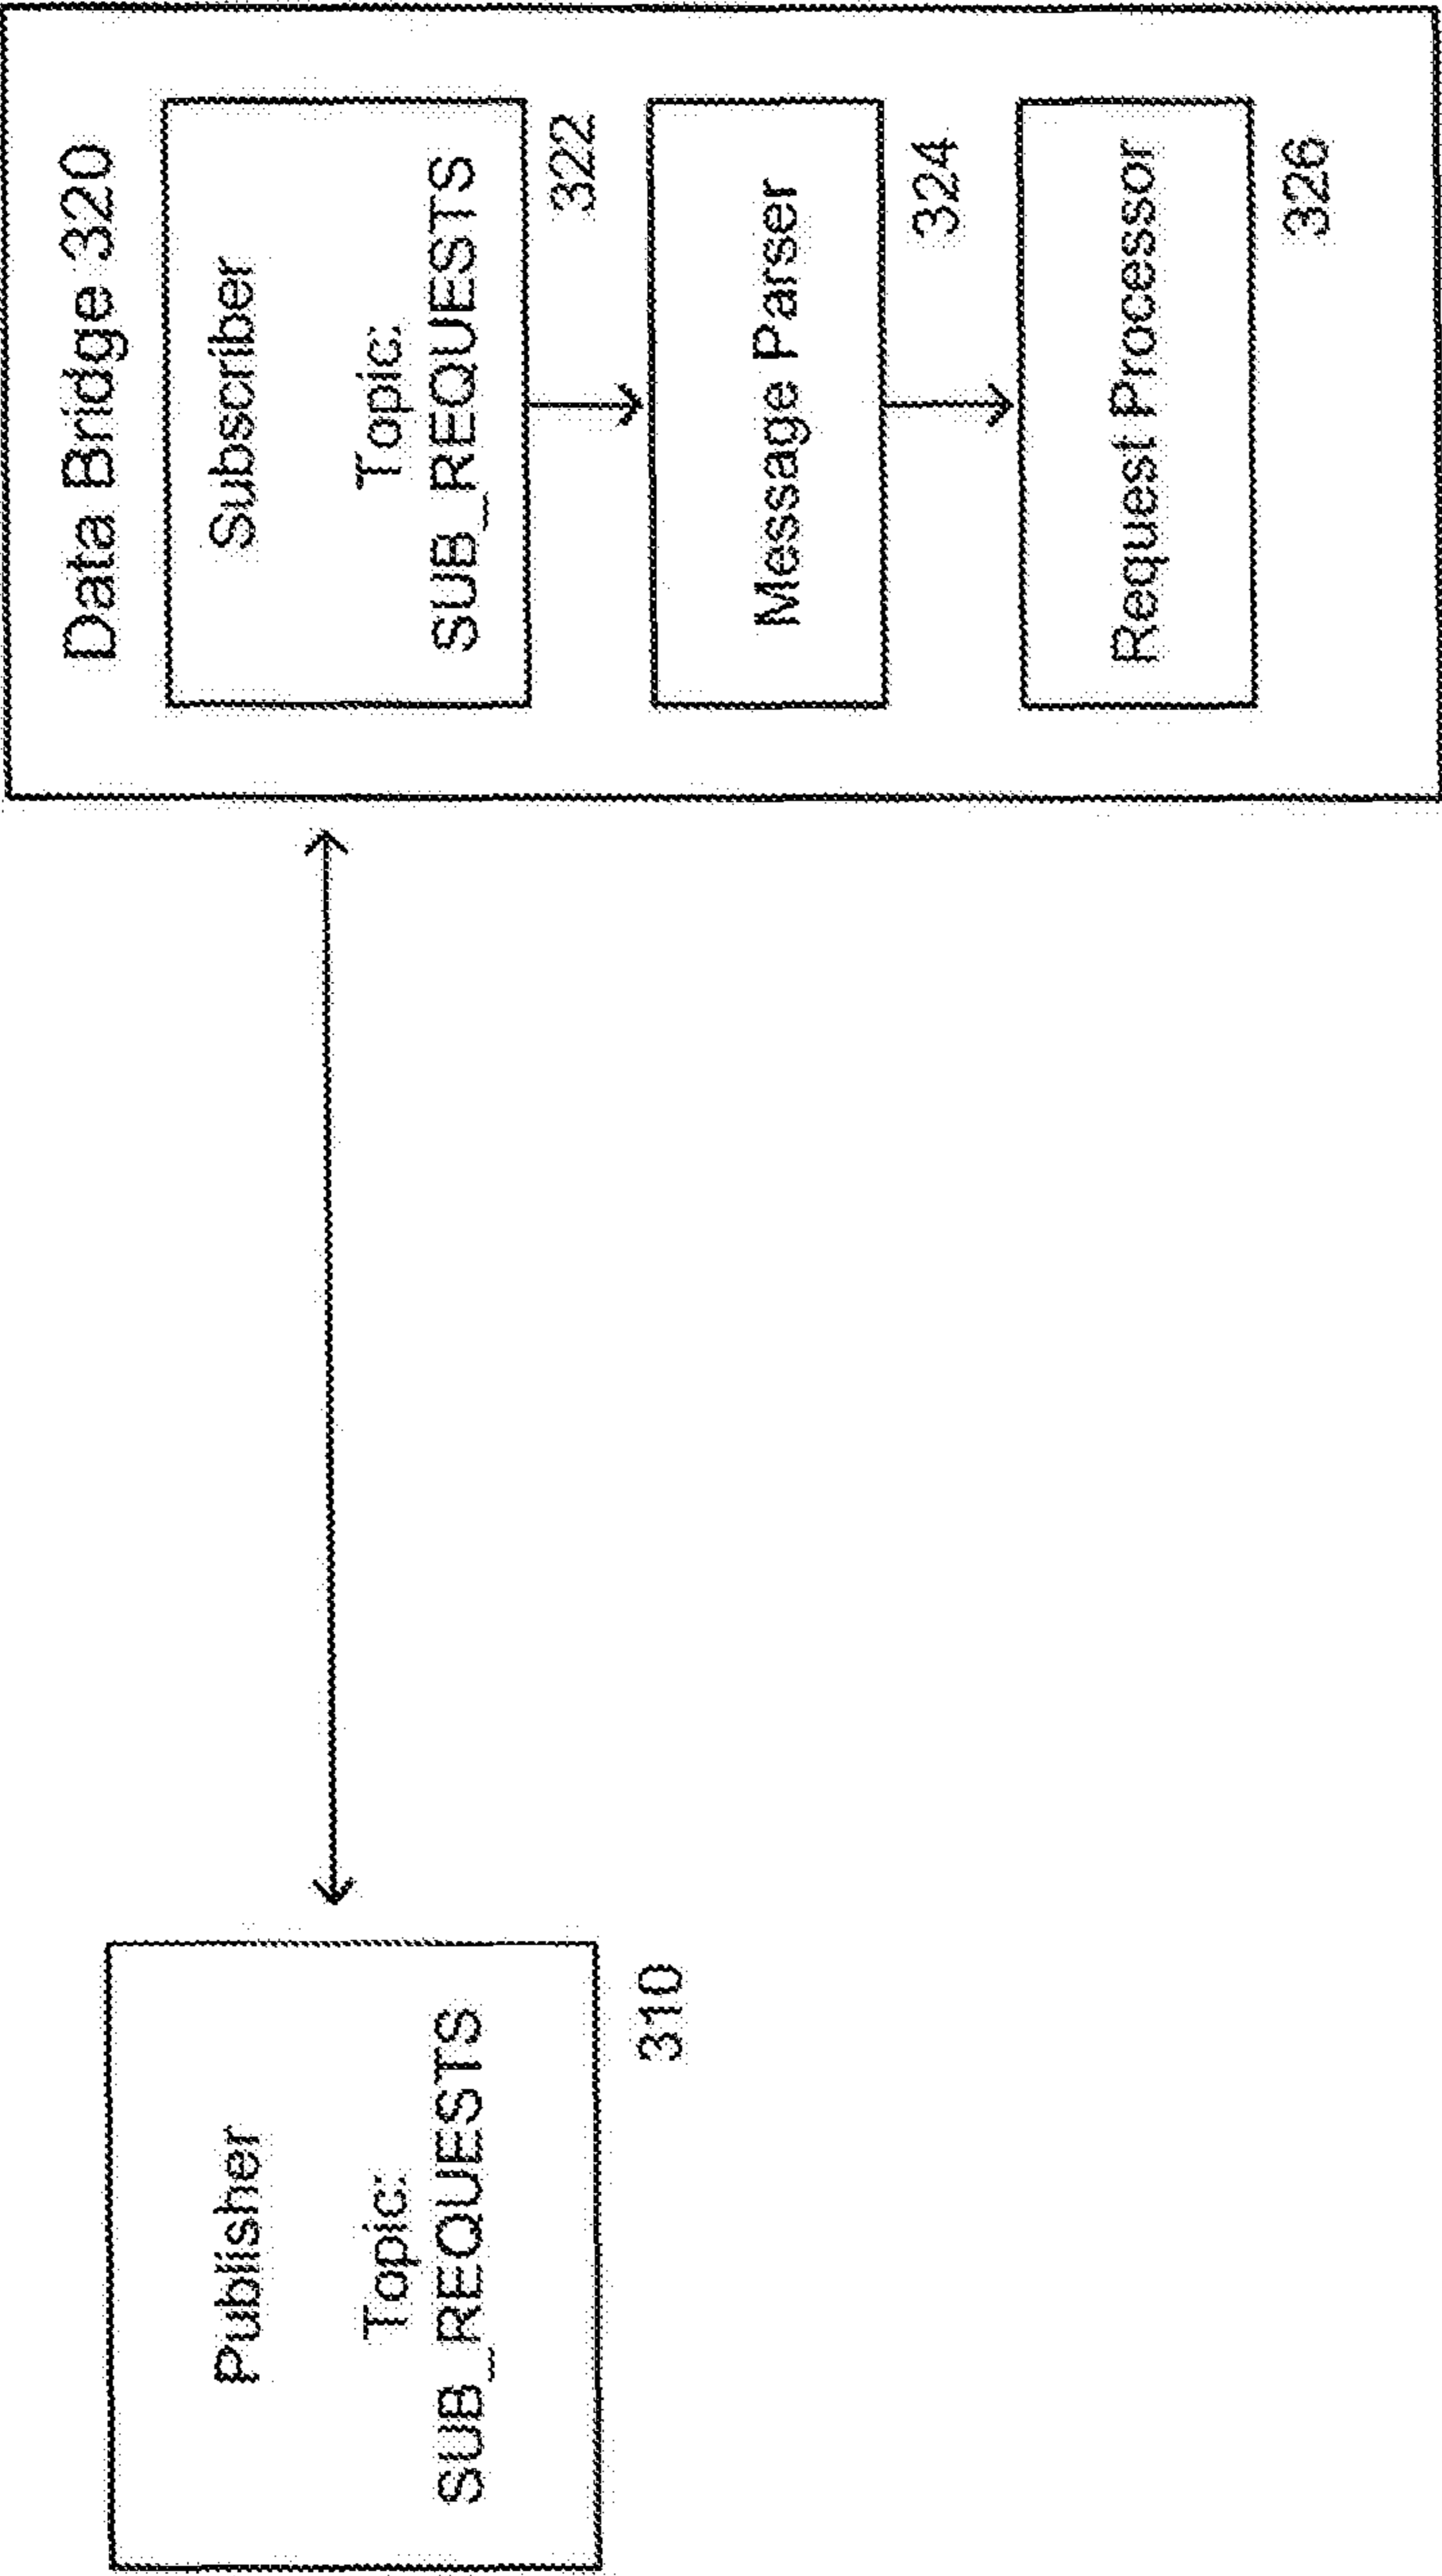 Publisher
Topic:
SUB_REQUESTS
310
Data Bridge 320
Subscriber
Topic:
SUB_REQUESTS
322
Message Parser
324
Request Processor
326